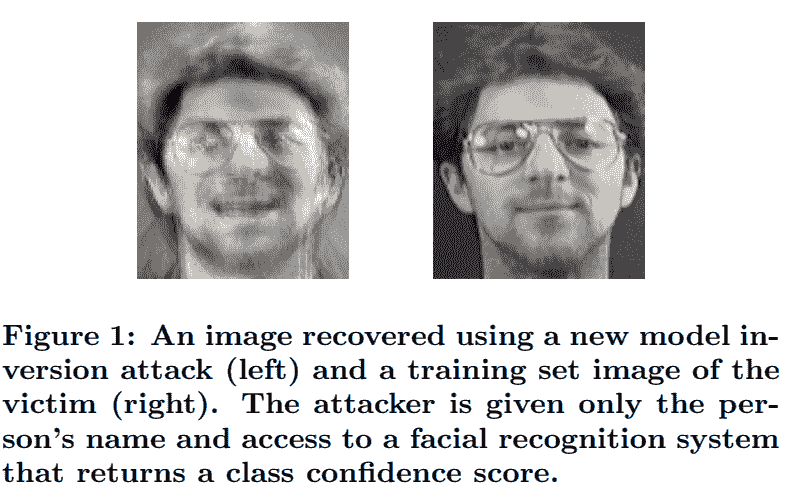 Figure 1: An image recovered using a new model in-
version attack (left) and a training set image of the
victim (right). The attacker is given only the per-
son's name and access to a facial recognition system
that returns a class confidence score.